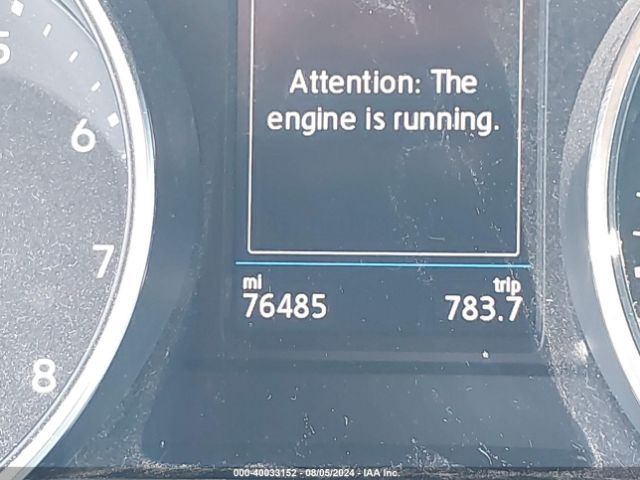 5
6
7
8
Attention: The
engine is running.
mi
trip
76485
783.7
000-40033152 - 08/05/2024 - IAA Inc.